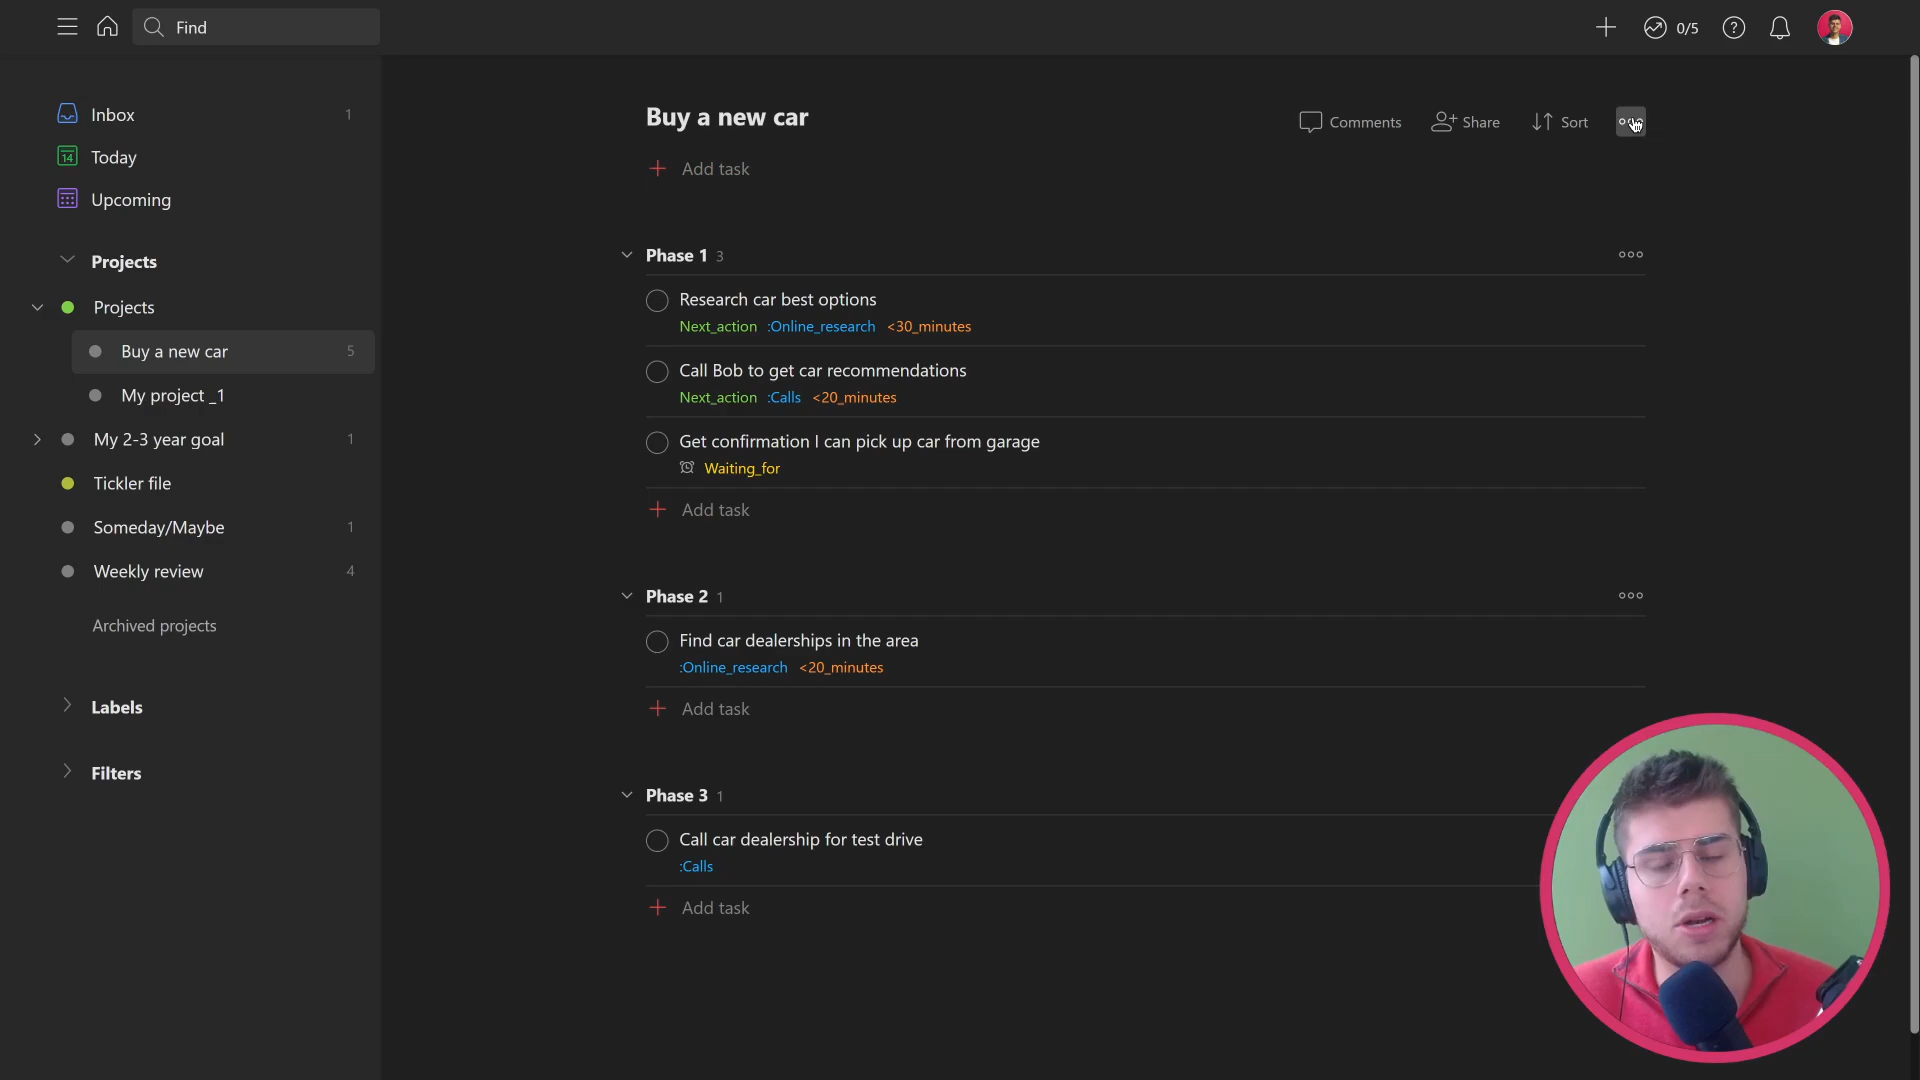 Find
0/5
Inbox 1
14 Today
Upcoming
Projects
Projects
Buy a new car 5
My project _1
My 2-3 year goal 1
Tickler file
Someday/Maybe 1
Weekly review 4
Archived projects
Labels
Filters
Buy a new car
Comments Share Sort
Add task
Phase 1 3
Research car best options
Next_action :Online_research <30_minutes
Call Bob to get car recommendations
Next_action :Calls <20_minutes
Get confirmation I can pick up car from garage
Waiting_for
Add task
Phase 2 1
Find car dealerships in the area
:Online_research <20_minutes
Add task
Phase 3 1
Call car dealership for test drive
:Calls
Add task